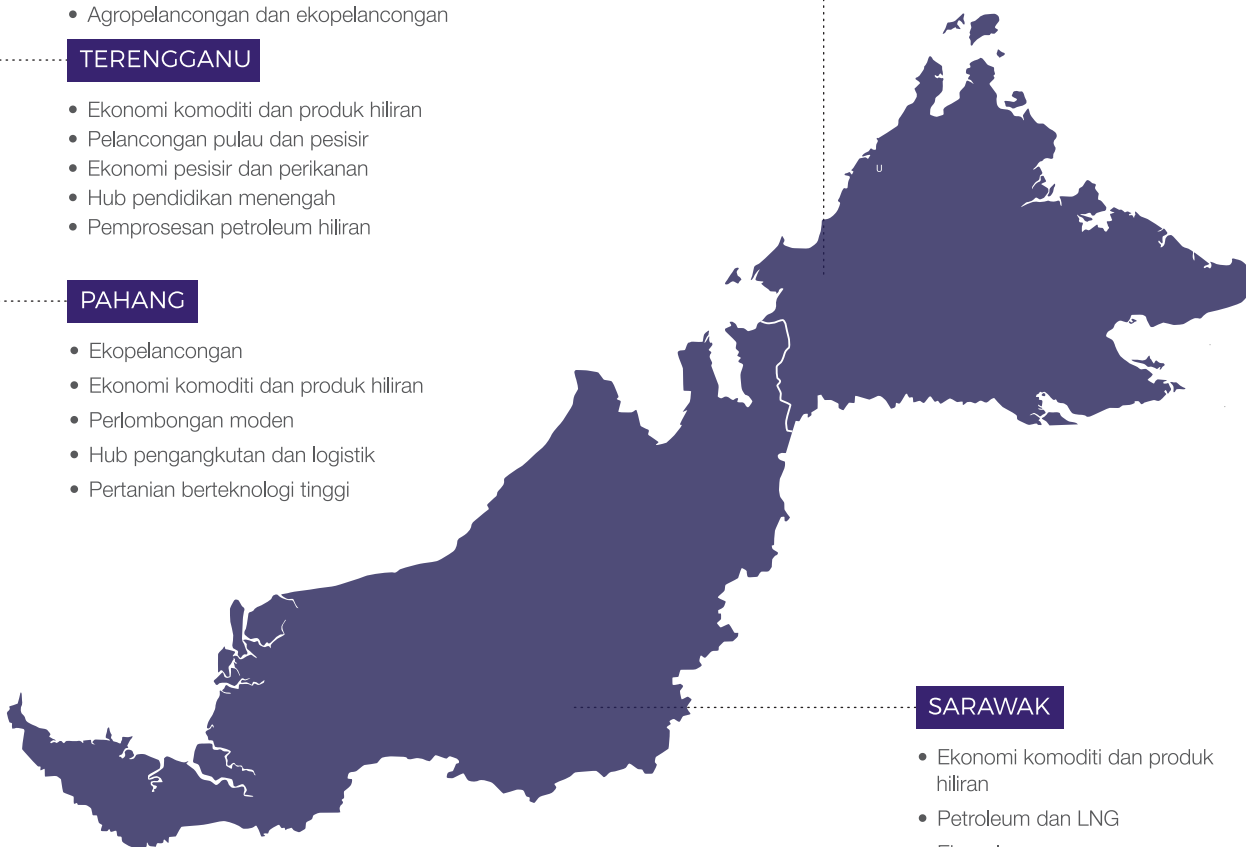 • Agropelancongan dan ekopelancongan
TERENGGANU
• Ekonomi komoditi dan produk hiliran
• Pelancongan pulau dan pesisir
• Ekonomi pesisir dan perikanan
• Hub pendidikan menengah
• Pemprosesan petroleum hiliran
PAHANG
• Ekopelancongan
• Ekonomi komoditi dan produk hiliran
• Perlombongan moden
• Hub pengangkutan dan logistik
• Pertanian berteknologi tinggi
U
SARAWAK
• Ekonomi komoditi dan produk
hiliran
• Petroleum dan LNG